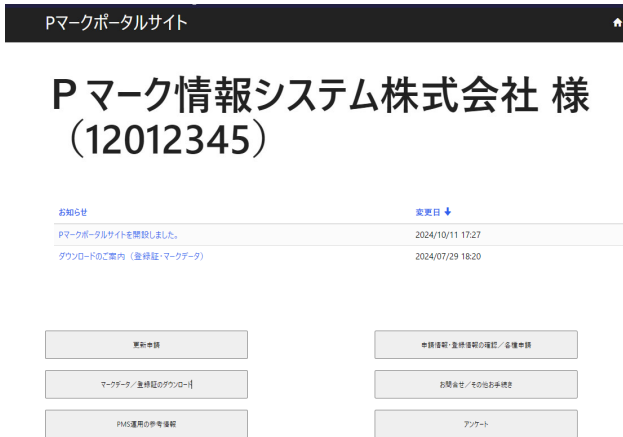 Pマークポータルサイト
Pマーク情報システム株式会社 様
（12012345）
お知らせ 変更日
Pマークポータルサイトを開設しました。 2024/10/11 17:27
ダウンロードのご案内（登録証・マークデータ） 2024/07/29 18:20
更新申請 申請情報・登録情報の確認／各種申請
マークデータ／登録証のダウンロード お問合せ／その他お手続き
PMS運用の参考情報 アンケート